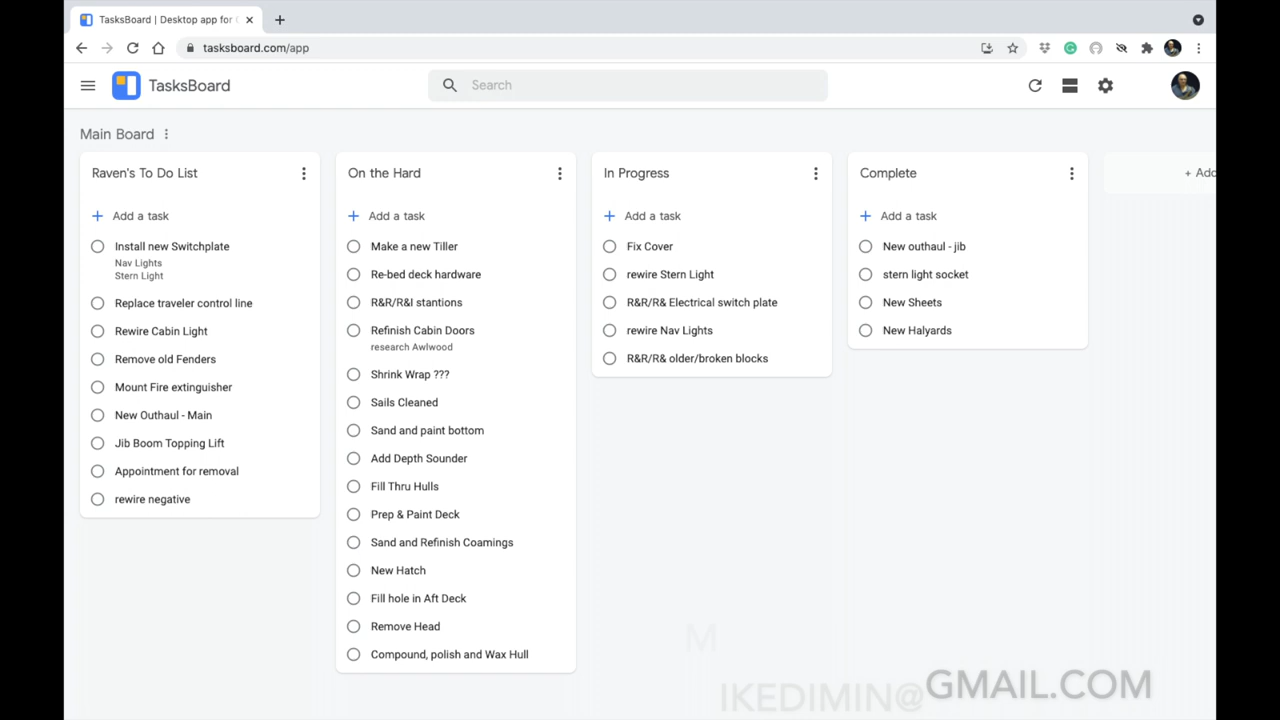 TasksBoard | Desktop app for
tasksboard.com/app
TasksBoard
Search
Main Board
Raven's To Do List
Add a task
Install new Switchplate
Nav Lights
Stern Light
Replace traveler control line
Rewire Cabin Light
Remove old Fenders
Mount Fire extinguisher
New Outhaul - Main
Jib Boom Topping Lift
Appointment for removal
rewire negative
On the Hard
Add a task
Make a new Tiller
Re-bed deck hardware
R&R/R&I stantions
Refinish Cabin Doors
research Awlwood
Shrink Wrap ???
Sails Cleaned
Sand and paint bottom
Add Depth Sounder
Fill Thru Hulls
Prep & Paint Deck
Sand and Refinish Coamings
New Hatch
Fill hole in Aft Deck
Remove Head
Compound, polish and Wax Hull
In Progress
Add a task
Fix Cover
rewire Stern Light
R&R/R& Electrical switch plate
rewire Nav Lights
R&R/R& older/broken blocks
Complete
Add a task
New outhaul - jib
stern light socket
New Sheets
New Halyards
+ Add
M
IKEDIMIN@GMAIL.COM